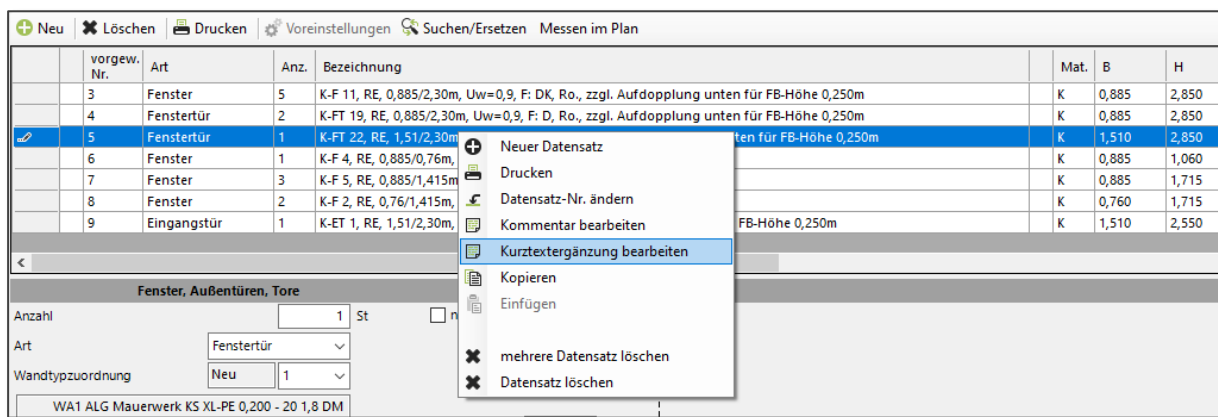 Neu Löschen Drucken Voreinstellungen Suchen/Ersetzen Messen im Plan
vorgew. Nr. Art Anz. Bezeichnung Mat. B H
3 Fenster 5 K-F 11, RE, 0,885/2,30m, Uw=0,9, F: DK, Ro., zzgl. Aufdopplung unten für FB-Höhe 0,250m K 0,885 2,850
4 Fenstertür 2 K-FT 19, RE, 0,885/2,30m, Uw=0,9, F: D, Ro., zzgl. Aufdopplung unten für FB-Höhe 0,250m K 0,885 2,850
5 Fenstertür 1 K-FT 22, RE, 1,51/2,30m ten für FB-Höhe 0,250m K 1,510 2,850
6 Fenster 1 K-F 4, RE, 0,885/0,76m, K 0,885 1,060
7 Fenster 3 K-F 5, RE, 0,885/1,415m K 0,885 1,715
8 Fenster 2 K-F 2, RE, 0,76/1,415m, K 0,760 1,715
9 Eingangstür 1 K-ET 1, RE, 1,51/2,30m, FB-Höhe 0,250m K 1,510 2,550
Neuer Datensatz
Drucken
Datensatz-Nr. ändern
Kommentar bearbeiten
Kurztextergänzung bearbeiten
Kopieren
Einfügen
mehrere Datensatz löschen
Datensatz löschen
Fenster, Außentüren, Tore
Anzahl 1 St n
Art Fenstertür
Wandtypzuordnung Neu 1
WA1 ALG Mauerwerk KS XL-PE 0,200 - 20 1,8 DM